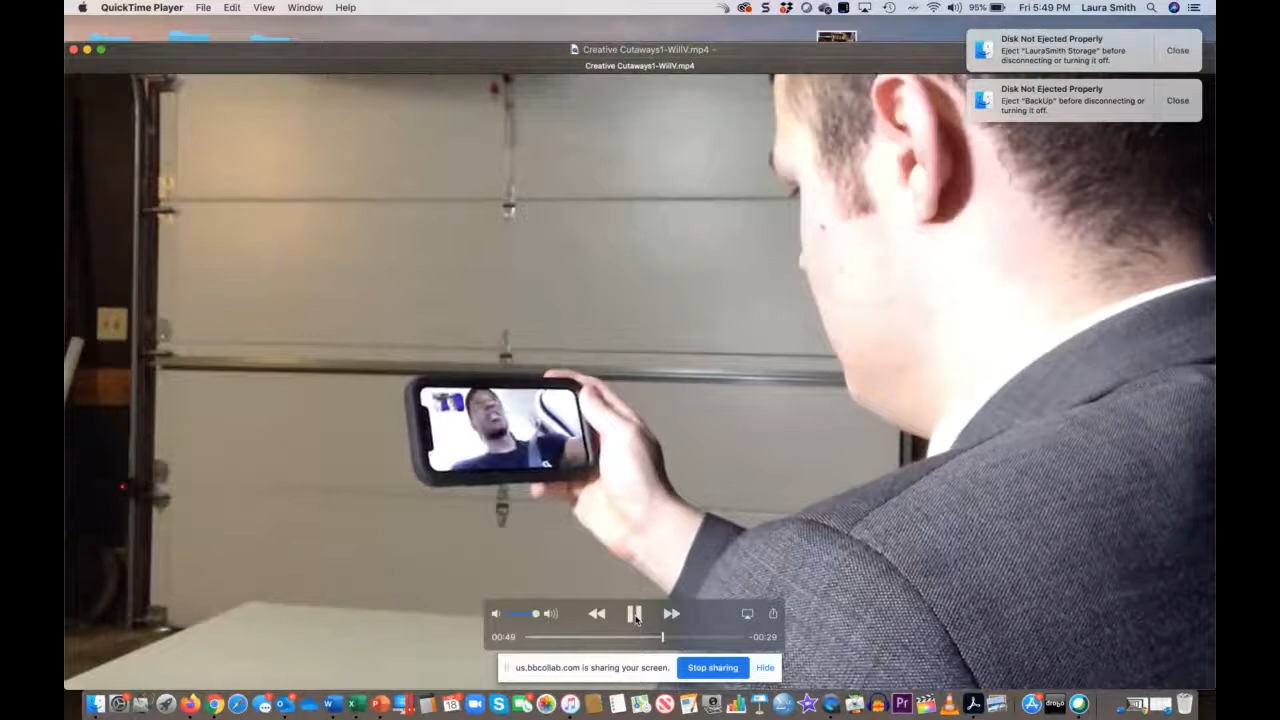 QuickTime Player File Edit View Window Help
95% Fri 5:49 PM Laura Smith
Creative Cutaways1-WillV.mp4
Creative Cutaways1-WillV.mp4
Disk Not Ejected Properly
Eject “LauraSmith Storage” before
disconnecting or turning it off.
Close
Disk Not Ejected Properly
Eject “BackUp” before disconnecting or
turning it off.
Close
00:49
-00:29
us.bbcollab.com is sharing your screen. Stop sharing Hide
18
Pr